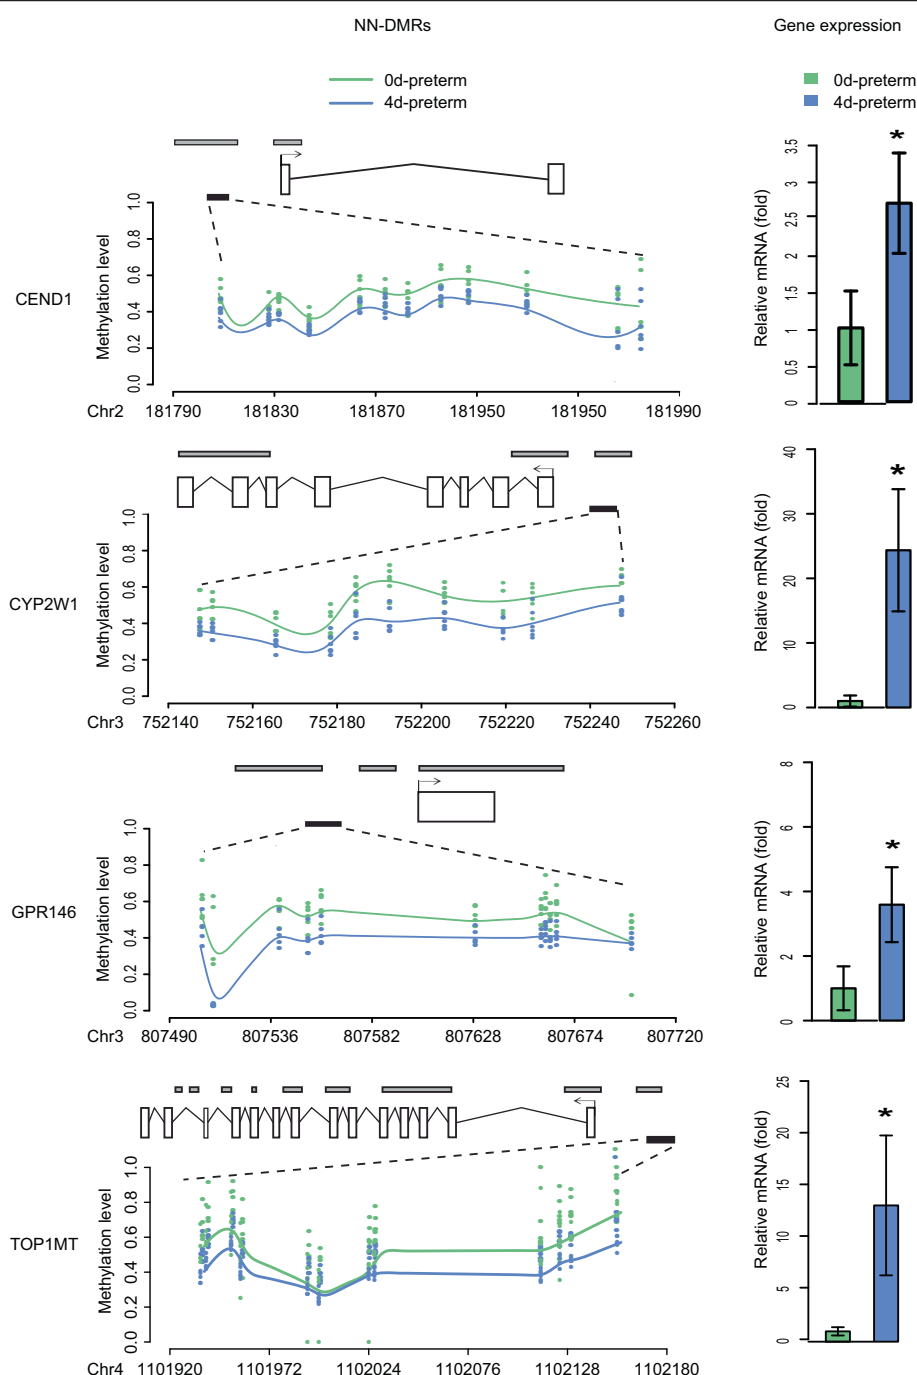 NN-DMRs
Gene expression
0d-preterm
4d-preterm
0d-preterm
4d-preterm
CEND1
Methylation level
0.0 0.2 0.4 0.6 0.8 1.0
Chr2 181790 181830 181870 181950 181950 181990
Relative mRNA (fold)
0 0.5 1 1.5 2 2.5 3 3.5
*
CYP2W1
Methylation level
0.0 0.2 0.4 0.6 0.8 1.0
Chr3 752140 752160 752180 752200 752220 752240 752260
Relative mRNA (fold)
0 10 20 30 40
*
GPR146
Methylation level
0.0 0.2 0.4 0.6 0.8 1.0
Chr3 807490 807536 807582 807628 807674 807720
Relative mRNA (fold)
0 2 4 6 8
*
TOP1MT
Methylation level
0.0 0.2 0.4 0.6 0.8 1.0
Chr4 1101920 1101972 1102024 1102076 1102128 1102180
Relative mRNA (fold)
0 5 10 15 20 25
*